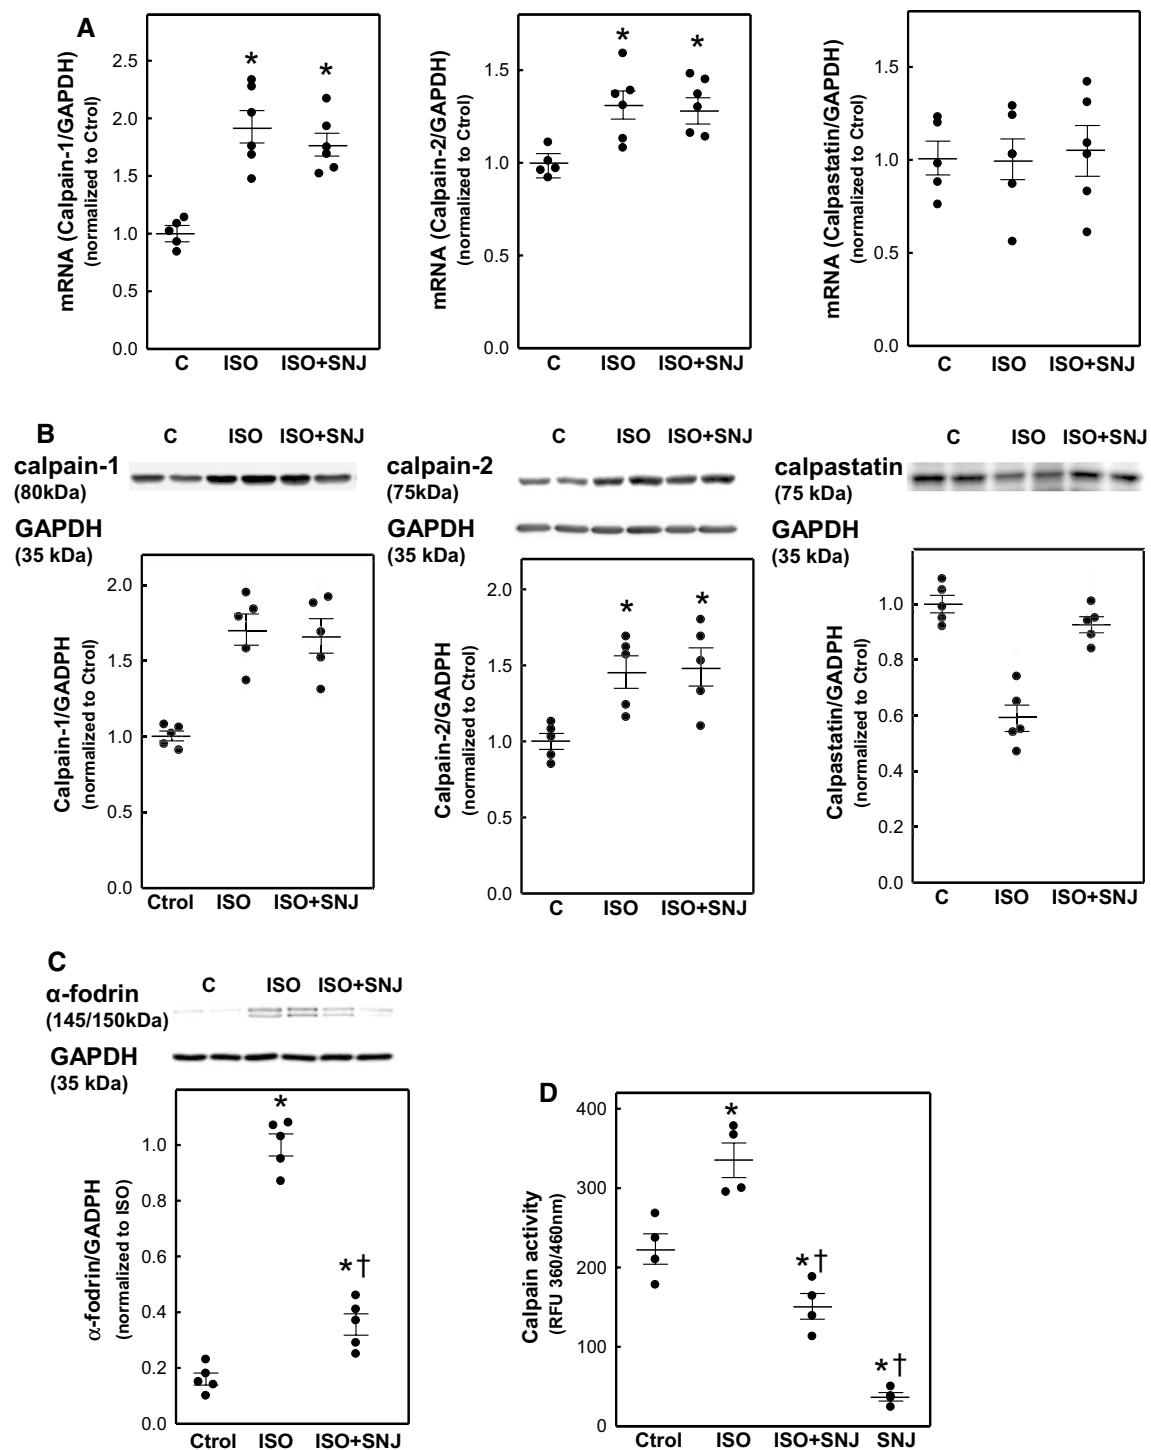 A
mRNA (Calpain-1/GAPDH)
(normalized to Ctrol)
2.5
2.0
1.5
1.0
0.5
0.0
*
*
C ISO ISO+SNJ
mRNA (Calpain-2/GAPDH)
(normalized to Ctrol)
1.5
1.0
0.5
0.0
*
*
C ISO ISO+SNJ
mRNA (Calpastatin/GAPDH)
(normalized to Ctrol)
1.5
1.0
0.5
0.0
C ISO ISO+SNJ
B
C ISO ISO+SNJ
calpain-1
(80kDa)
GAPDH
(35 kDa)
Calpain-1/GADPH
(normalized to Ctrol)
2.0
1.5
1.0
0.5
0.0
Ctrol ISO ISO+SNJ
C ISO ISO+SNJ
calpain-2
(75kDa)
GAPDH
(35 kDa)
Calpain-2/GADPH
(normalized to Ctrol)
2.0
1.5
1.0
0.5
0.0
*
*
C ISO ISO+SNJ
C ISO ISO+SNJ
calpastatin
(75 kDa)
GAPDH
(35 kDa)
Calpastatin/GADPH
(normalized to Ctrol)
1.0
0.8
0.6
0.4
0.2
0.0
C ISO ISO+SNJ
C
C ISO ISO+SNJ
α-fodrin
(145/150kDa)
GAPDH
(35 kDa)
α-fodrin/GADPH
(normalized to ISO)
1.0
0.8
0.6
0.4
0.2
0.0
*
*†
Ctrol ISO ISO+SNJ
D
Calpain activity
(RFU 360/460nm)
400
300
200
100
0
*
*†
*†
Ctrol ISO ISO+SNJ SNJ